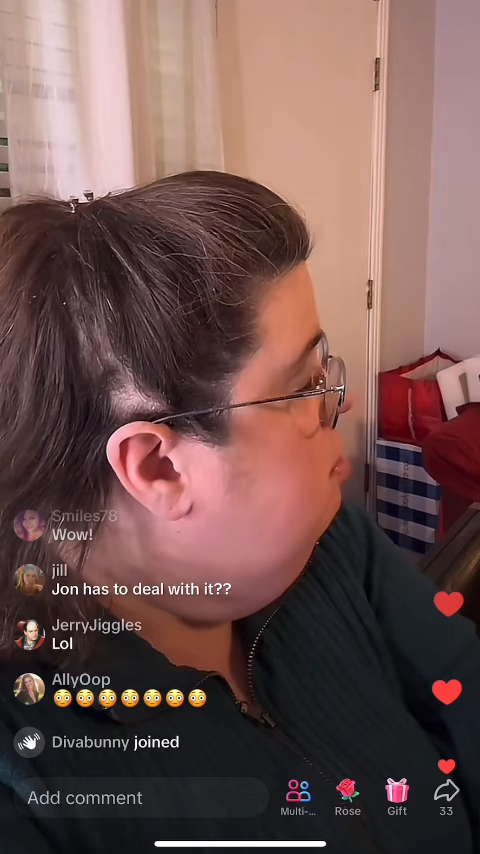 Smiles78
Wow!
jill
Jon has to deal with it??
JerryJiggles
Lol
AllyOop
😳😳😳😳😳😳😳
Divabunny joined
Add comment
Multi-...
Rose
Gift
33